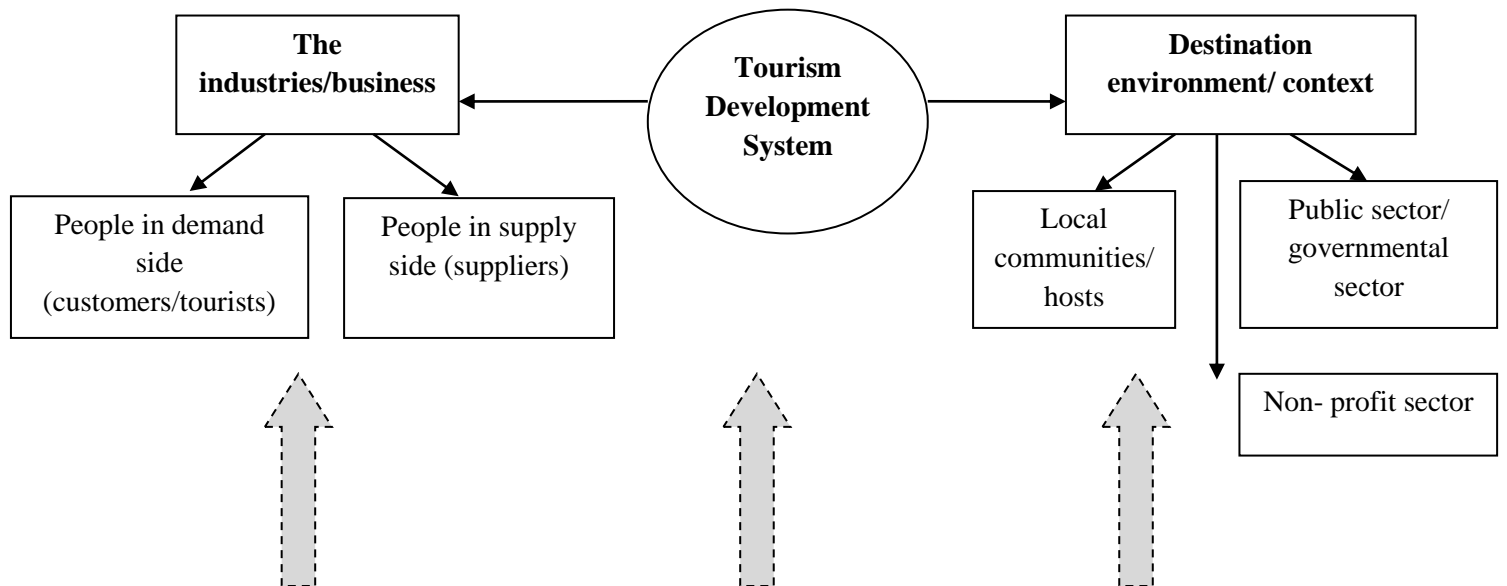 The
industries/business
Tourism
Development
System
Destination
environment/ context
People in demand
side
(customers/tourists)
People in supply
side (suppliers)
Local
communities/
hosts
Public sector/
governmental
sector
Non- profit sector